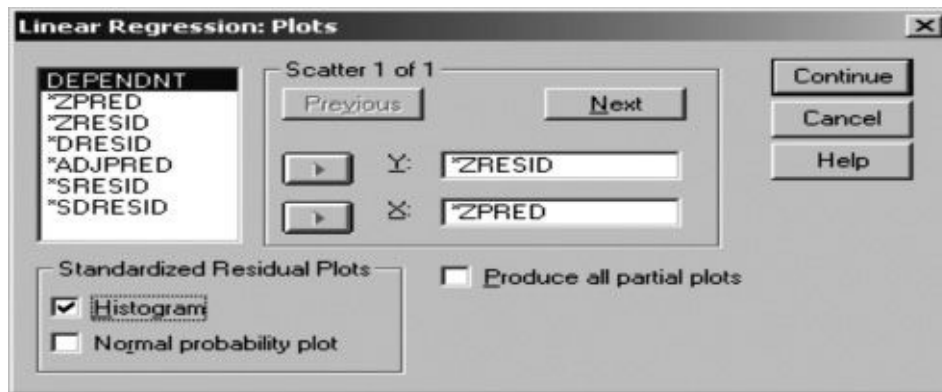 Linear Regression: Plots
DEPENDNT
*ZPRED
*ZRESID
*DRESID
*ADJPRED
*SRESID
*SDRESID
Scatter 1 of 1
Previous
Next
Y: *ZRESID
X: *ZPRED
Continue
Cancel
Help
Standardized Residual Plots
Histogram
Normal probability plot
Produce all partial plots